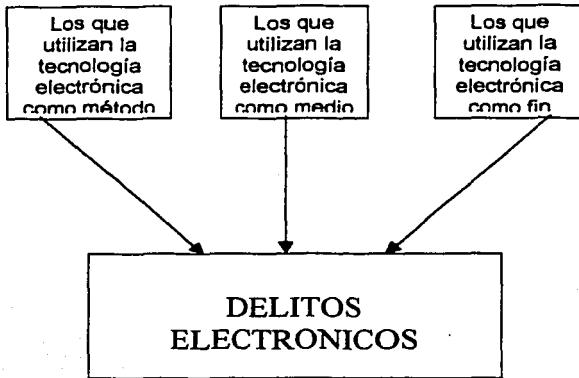 Los que
utilizan la
tecnología
electrónica
como método
Los que
utilizan la
tecnología
electrónica
como medio
Los que
utilizan la
tecnología
electrónica
como fin
DELITOS
ELECTRONICOS